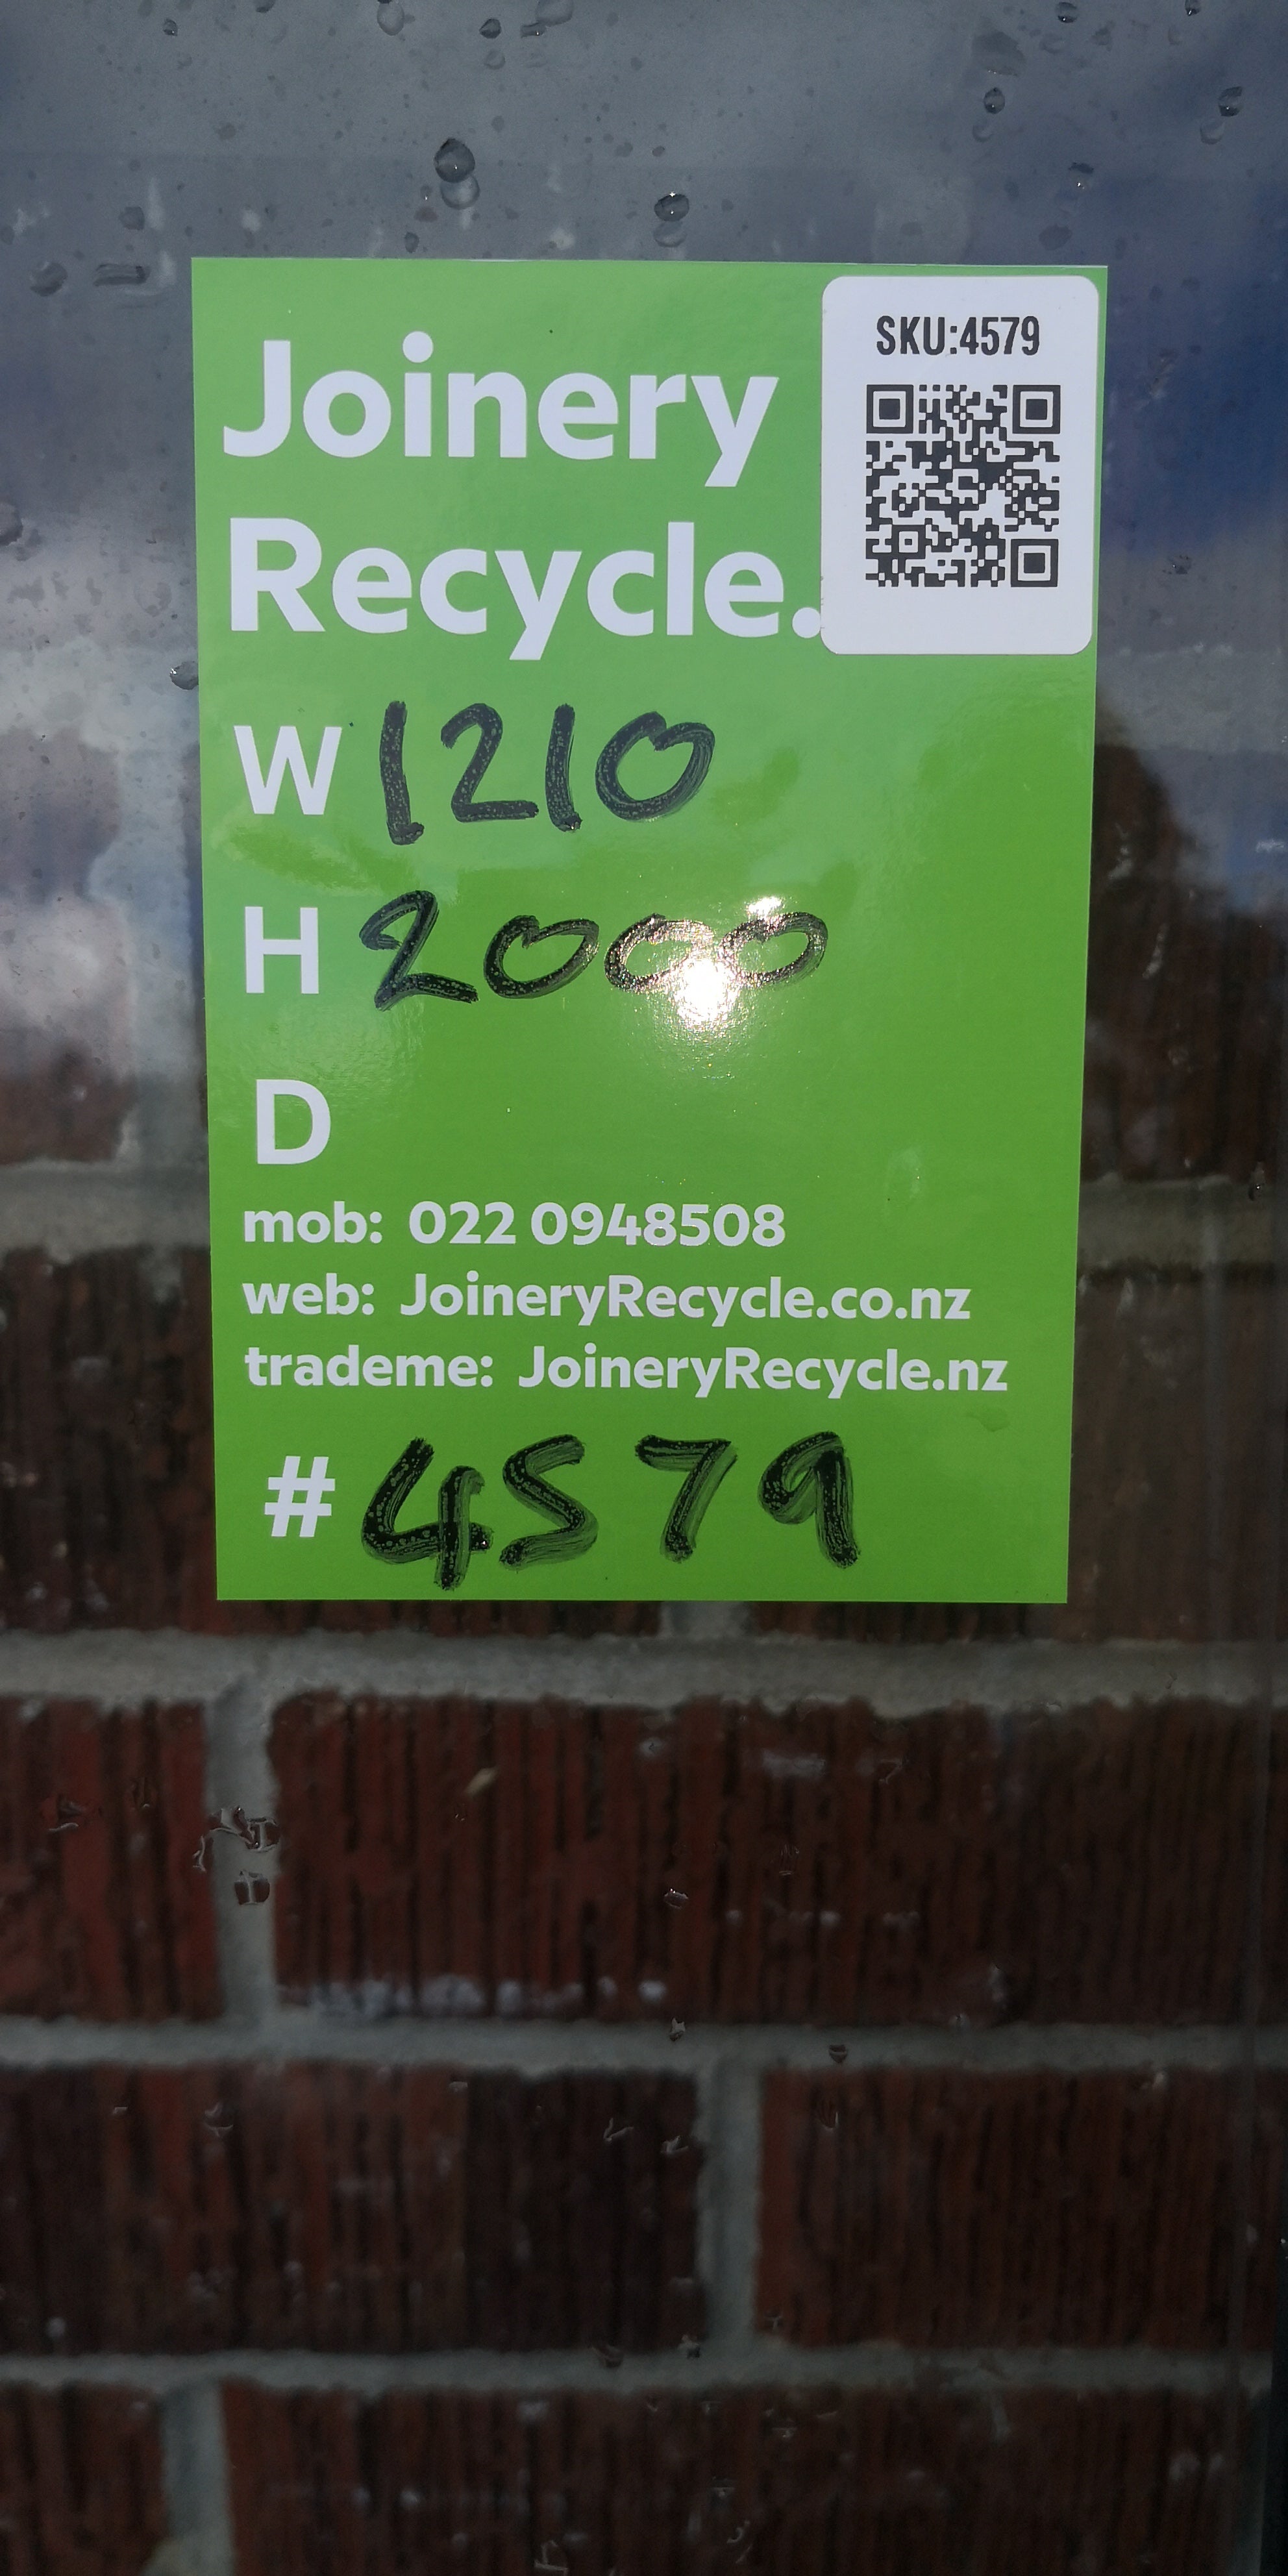 Joinery
Recycle.
SKU:4579
W 1210
H 2000
D
mob: 022 0948508
web: JoineryRecycle.co.nz
trademe: JoineryRecycle.nz
# 4579